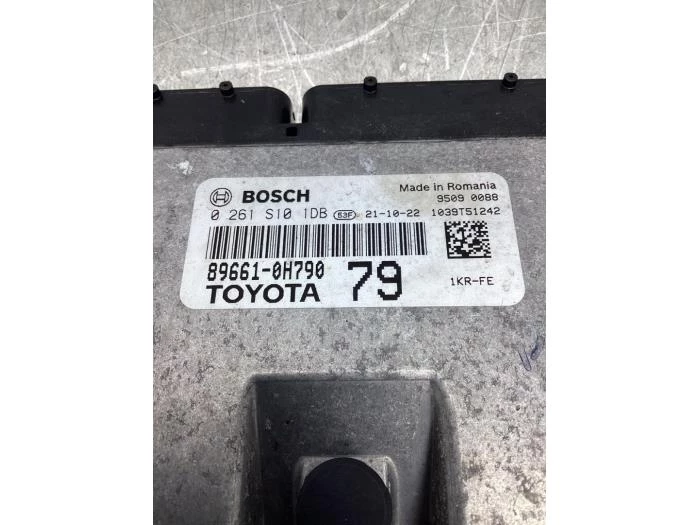 BOSCH
Made in Romania
9509 0088
0 261 S10 1DB 53F 21-10-22 1039T51242
89661-0H790
TOYOTA 79 1KR-FE